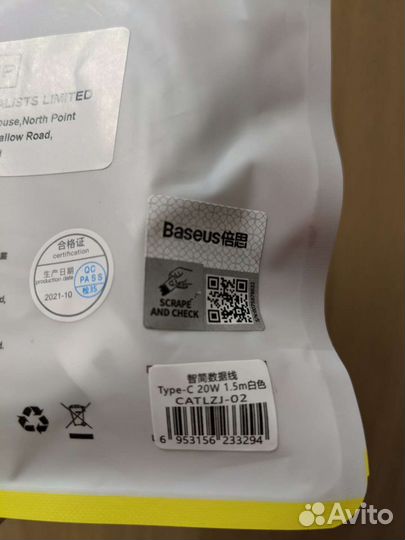 ALISTS LIMITED
ouse,North Point
allow Road,
合格证
certification
生产日期
production date
QC
PASS
2021-10
Baseus倍思
SCRAPE
AND CHECK
智简数据线
Type-C 20W 1.5m白色
CATLZJ-02
6 953156 233294
Avito